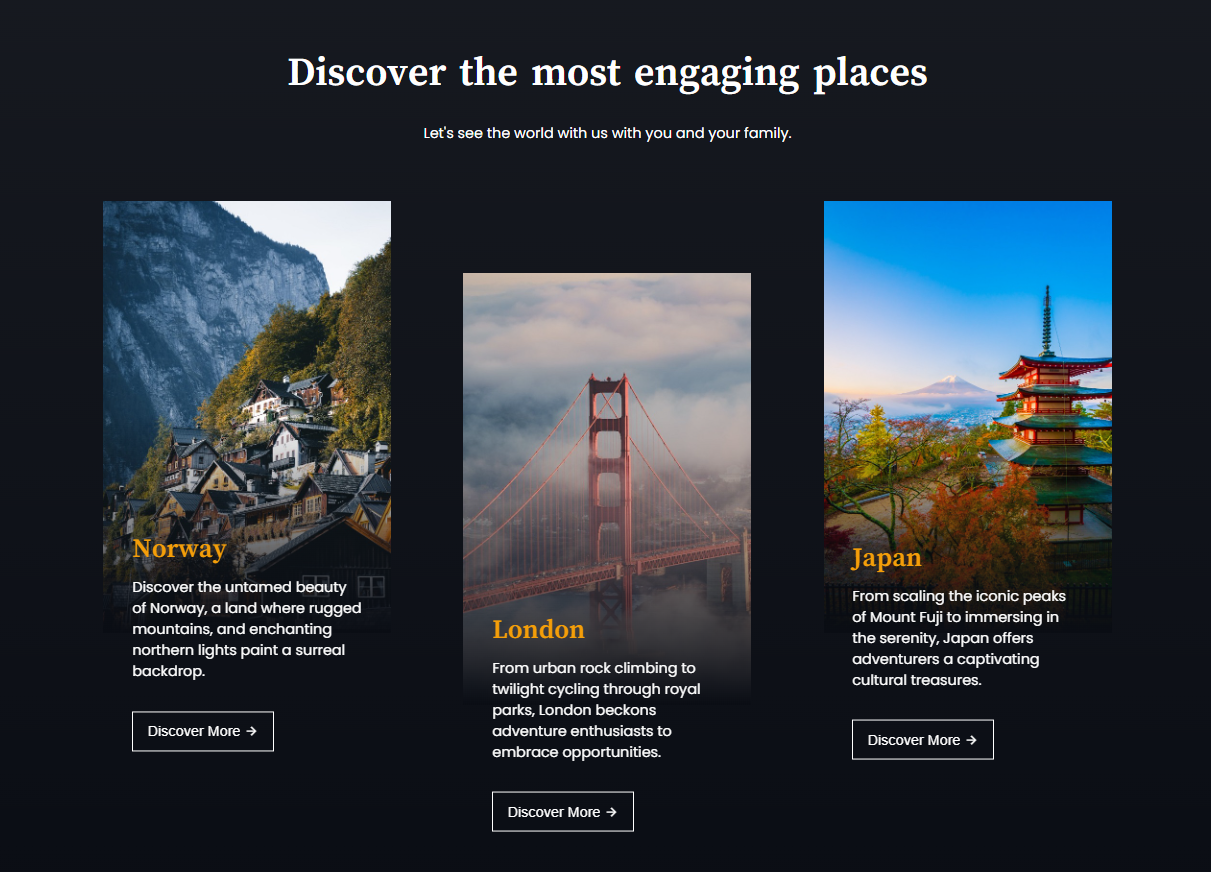 Discover the most engaging places
Let's see the world with us with you and your family.
Norway
Discover the untamed beauty
of Norway, a land where rugged
mountains, and enchanting
northern lights paint a surreal
backdrop.
Discover More →
London
From urban rock climbing to
twilight cycling through royal
parks, London beckons
adventure enthusiasts to
embrace opportunities.
Discover More →
Japan
From scaling the iconic peaks
of Mount Fuji to immersing in
the serenity, Japan offers
adventurers a captivating
cultural treasures.
Discover More →